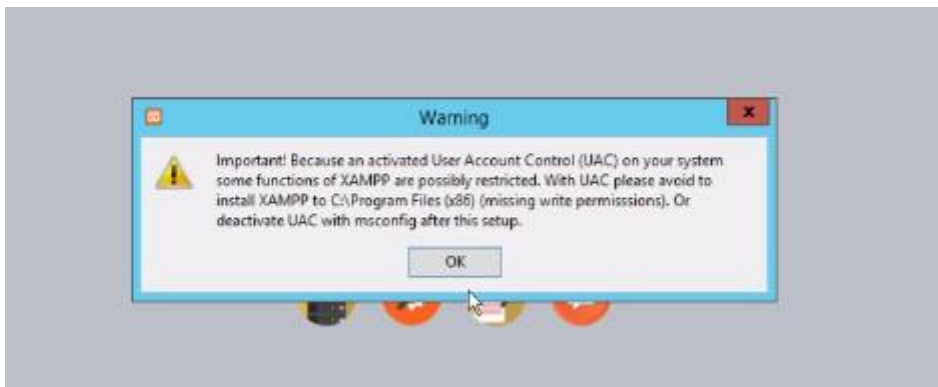 Warning
Important! Because an activated User Account Control (UAC) on your system
some functions of XAMPP are possibly restricted. With UAC please avoid to
install XAMPP to C:\Program Files (x86) (missing write permisssions). Or
deactivate UAC with msconfig after this setup.
OK